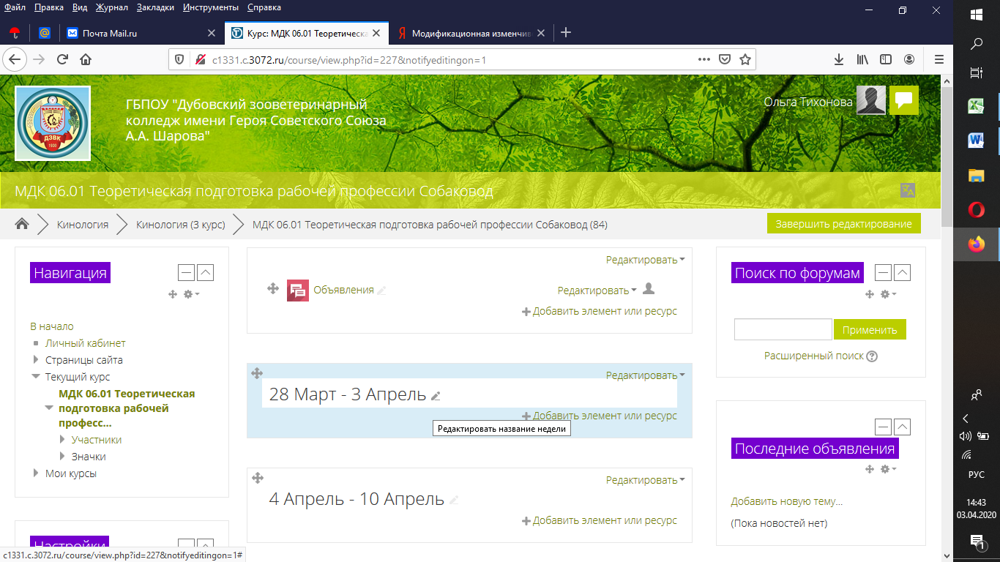 Файл Правка Вид Журнал Закладки Инструменты Справка
Почта Mail.ru
Курс: МДК 06.01 Теоретическа
Модификационная изменчив
c1331.c.3072.ru/course/view.php?id=227&notifyeditingon=1
ГБПОУ "Дубовский зооветеринарный
колледж имени Героя Советского Союза
А.А. Шарова"
ДЗВК
1930
Ольга Тихонова
МДК 06.01 Теоретическая подготовка рабочей профессии Собаковод
Кинология
Кинология (3 курс)
МДК 06.01 Теоретическая подготовка рабочей профессии Собаковод (84)
Завершить редактирование
Навигация
В начало
Личный кабинет
Страницы сайта
Текущий курс
МДК 06.01 Теоретическая
подготовка рабочей
професс...
Участники
Значки
Мои курсы
Настройки
Редактировать
Объявления
Редактировать
Добавить элемент или ресурс
Редактировать
28 Март - 3 Апрель
Добавить элемент или ресурс
Редактировать название недели
Редактировать
4 Апрель - 10 Апрель
Добавить элемент или ресурс
Поиск по форумам
Применить
Расширенный поиск
Последние объявления
Добавить новую тему...
(Пока новостей нет)
c1331.c.3072.ru/course/view.php?id=227&notifyeditingon=1#
РУС
14:43
03.04.2020
1